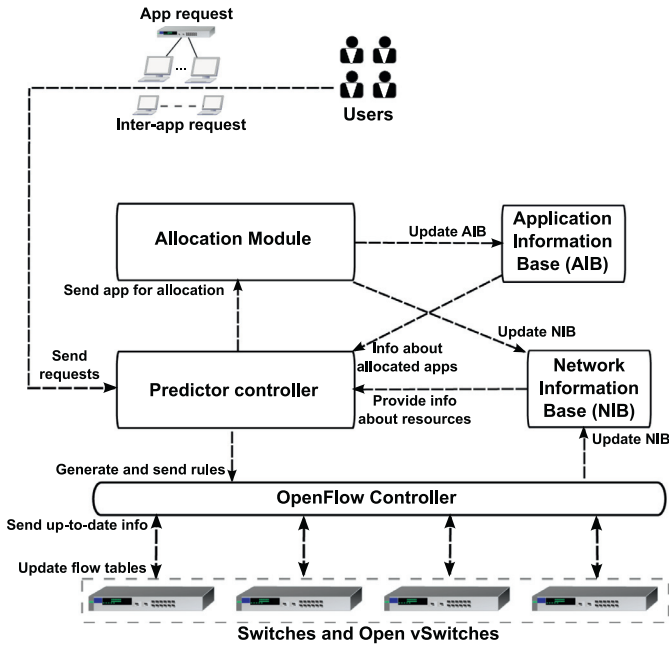 App request
...
Inter-app request
Users
Allocation Module
Update AIB
Application
Information
Base (AIB)
Send app for allocation
Update NIB
Send
requests
Predictor controller
Info about
allocated apps
Provide info
about resources
Network
Information
Base (NIB)
Update NIB
Generate and send rules
OpenFlow Controller
Send up-to-date info
Update flow tables
Switches and Open vSwitches